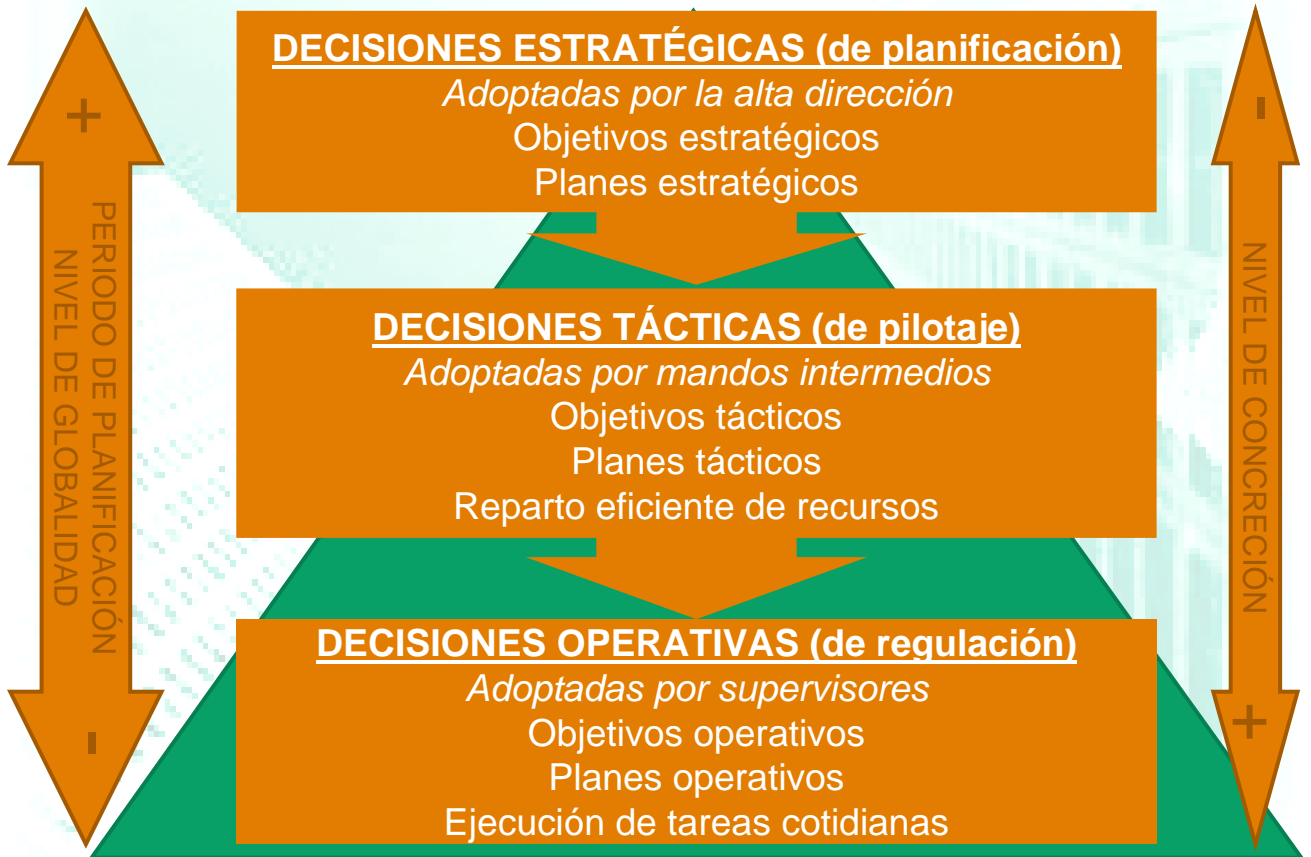 +
PERIODO DE PLANIFICACIÓN
NIVEL DE GLOBALIDAD
-
DECISIONES ESTRATÉGICAS (de planificación)
Adoptadas por la alta dirección
Objetivos estratégicos
Planes estratégicos
DECISIONES TÁCTICAS (de pilotaje)
Adoptadas por mandos intermedios
Objetivos tácticos
Planes tácticos
Reparto eficiente de recursos
DECISIONES OPERATIVAS (de regulación)
Adoptadas por supervisores
Objetivos operativos
Planes operativos
Ejecución de tareas cotidianas
-
NIVEL DE CONCRECIÓN
+